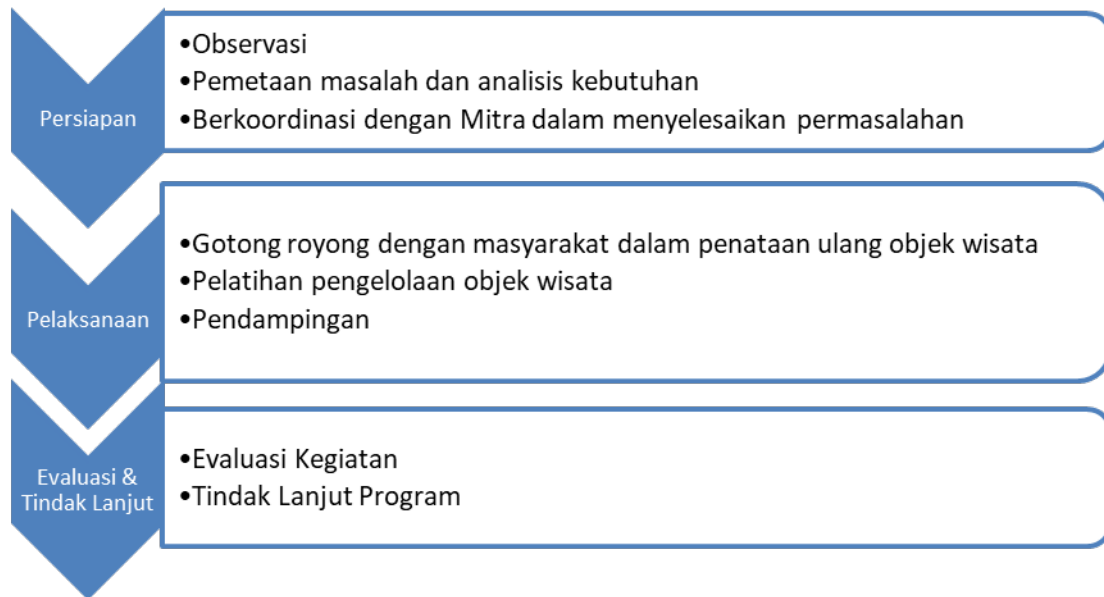 Persiapan
•Observasi
•Pemetaan masalah dan analisis kebutuhan
•Berkoordinasi dengan Mitra dalam menyelesaikan permasalahan
Pelaksanaan
•Gotong royong dengan masyarakat dalam penataan ulang objek wisata
•Pelatihan pengelolaan objek wisata
•Pendampingan
Evaluasi &
Tindak Lanjut
•Evaluasi Kegiatan
•Tindak Lanjut Program